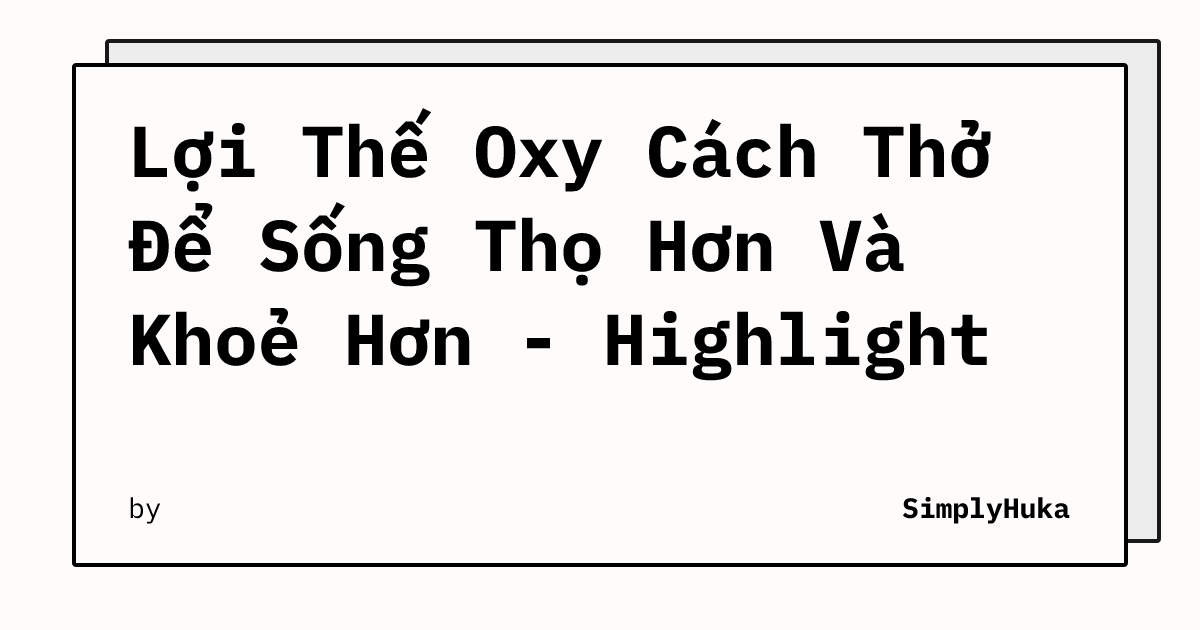 Lợi Thế Oxy Cách Thở
Để Sống Thọ Hơn Và
Khoẻ Hơn - Highlight
by
SimplyHuka